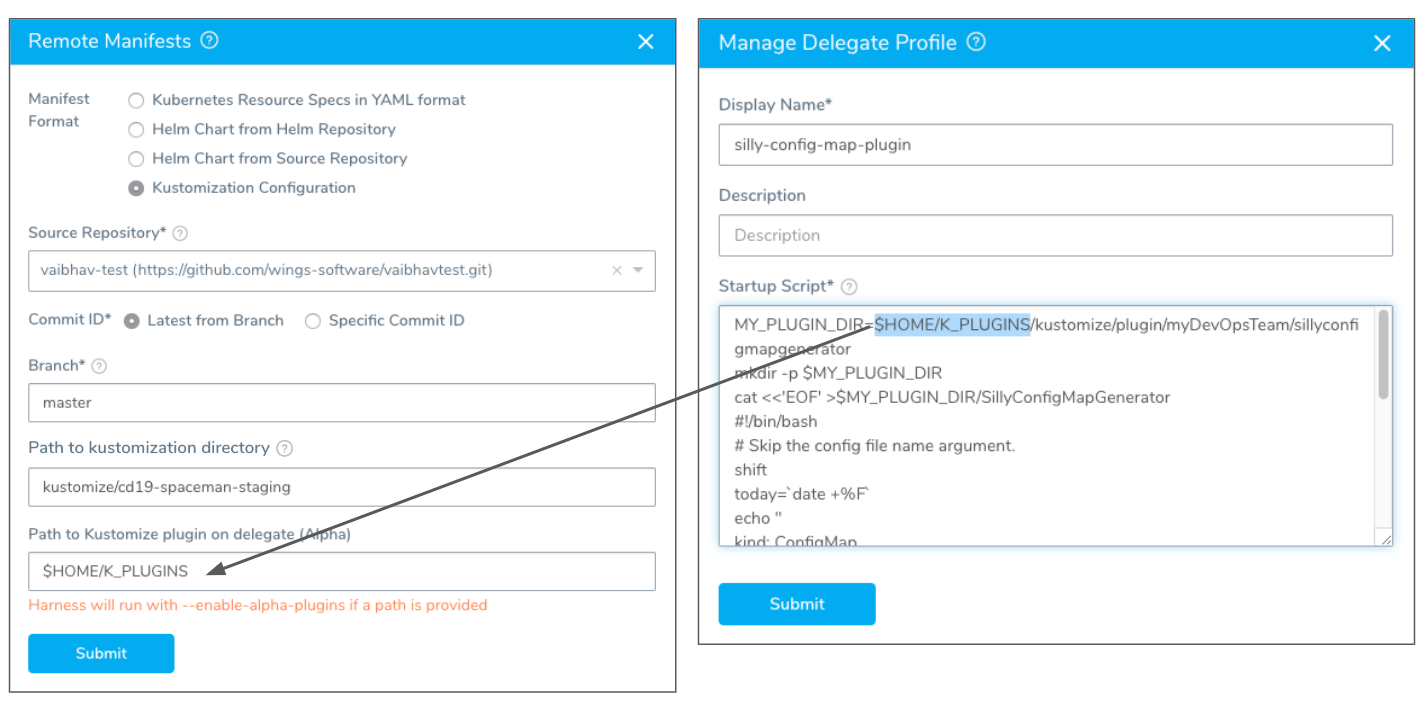 Remote Manifests ?
Manifest
Format
Kubernetes Resource Specs in YAML format
Helm Chart from Helm Repository
Helm Chart from Source Repository
Kustomization Configuration
Source Repository* ?
vaibhav-test (https://github.com/wings-software/vaibhavtest.git)
Commit ID* Latest from Branch Specific Commit ID
Branch* ?
master
Path to kustomization directory ?
kustomize/cd19-spaceman-staging
Path to Kustomize plugin on delegate (Alpha)
$HOME/K_PLUGINS
Harness will run with --enable-alpha-plugins if a path is provided
Submit
Manage Delegate Profile ?
Display Name*
silly-config-map-plugin
Description
Description
Startup Script* ?
MY_PLUGIN_DIR=$HOME/K_PLUGINS/kustomize/plugin/myDevOpsTeam/sillyconfi
gmapgenerator
mkdir -p $MY_PLUGIN_DIR
cat <<'EOF' >$MY_PLUGIN_DIR/SillyConfigMapGenerator
#!/bin/bash
# Skip the config file name argument.
shift
today=`date +%F`
echo "
kind: ConfigMap
Submit